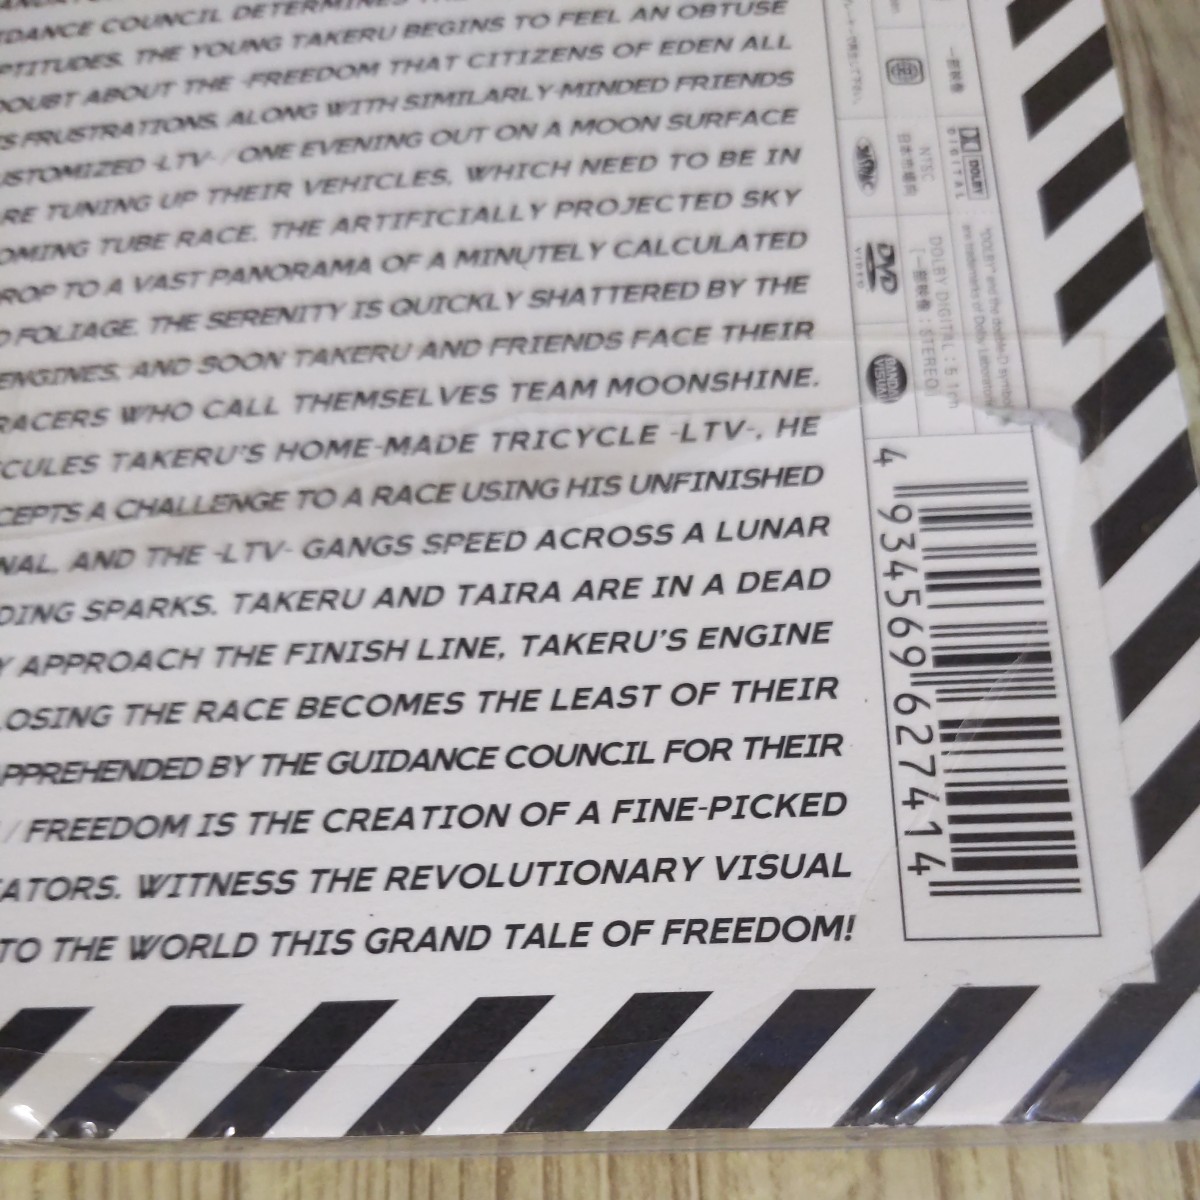 IDANCE COUNCIL DETERMINES
PTITUDES. THE YOUNG TAKERU BEGINS TO FEEL AN OBTUSE
DOUBT ABOUT THE -FREEDOM THAT CITIZENS OF EDEN ALL
S FRUSTRATIONS. ALONG WITH SIMILARLY-MINDED FRIENDS
USTOMIZED -LTV- / ONE EVENING OUT ON A MOON SURFACE
RE TUNING UP THEIR VEHICLES, WHICH NEED TO BE IN
OMING TUBE RACE. THE ARTIFICIALLY PROJECTED SKY
ROP TO A VAST PANORAMA OF A MINUTELY CALCULATED
D FOLIAGE. THE SERENITY IS QUICKLY SHATTERED BY THE
ENGINES, AND SOON TAKERU AND FRIENDS FACE THEIR
RACERS WHO CALL THEMSELVES TEAM MOONSHINE.
CULES TAKERU'S HOME-MADE TRICYCLE -LTV-, HE
CEPTS A CHALLENGE TO A RACE USING HIS UNFINISHED
NAL, AND THE -LTV- GANGS SPEED ACROSS A LUNAR
DING SPARKS. TAKERU AND TAIRA ARE IN A DEAD
Y APPROACH THE FINISH LINE, TAKERU'S ENGINE
LOSING THE RACE BECOMES THE LEAST OF THEIR
PPREHENDED BY THE GUIDANCE COUNCIL FOR THEIR
/ FREEDOM IS THE CREATION OF A FINE-PICKED
EATORS. WITNESS THE REVOLUTIONARY VISUAL
TO THE WORLD THIS GRAND TALE OF FREEDOM!
DOLBY
DIGITAL
NTSC
DOLBY DIGITAL : 5.1ch
STEREO
DVD
VIDEO
BANDAI
VISUAL
4 934569 627414